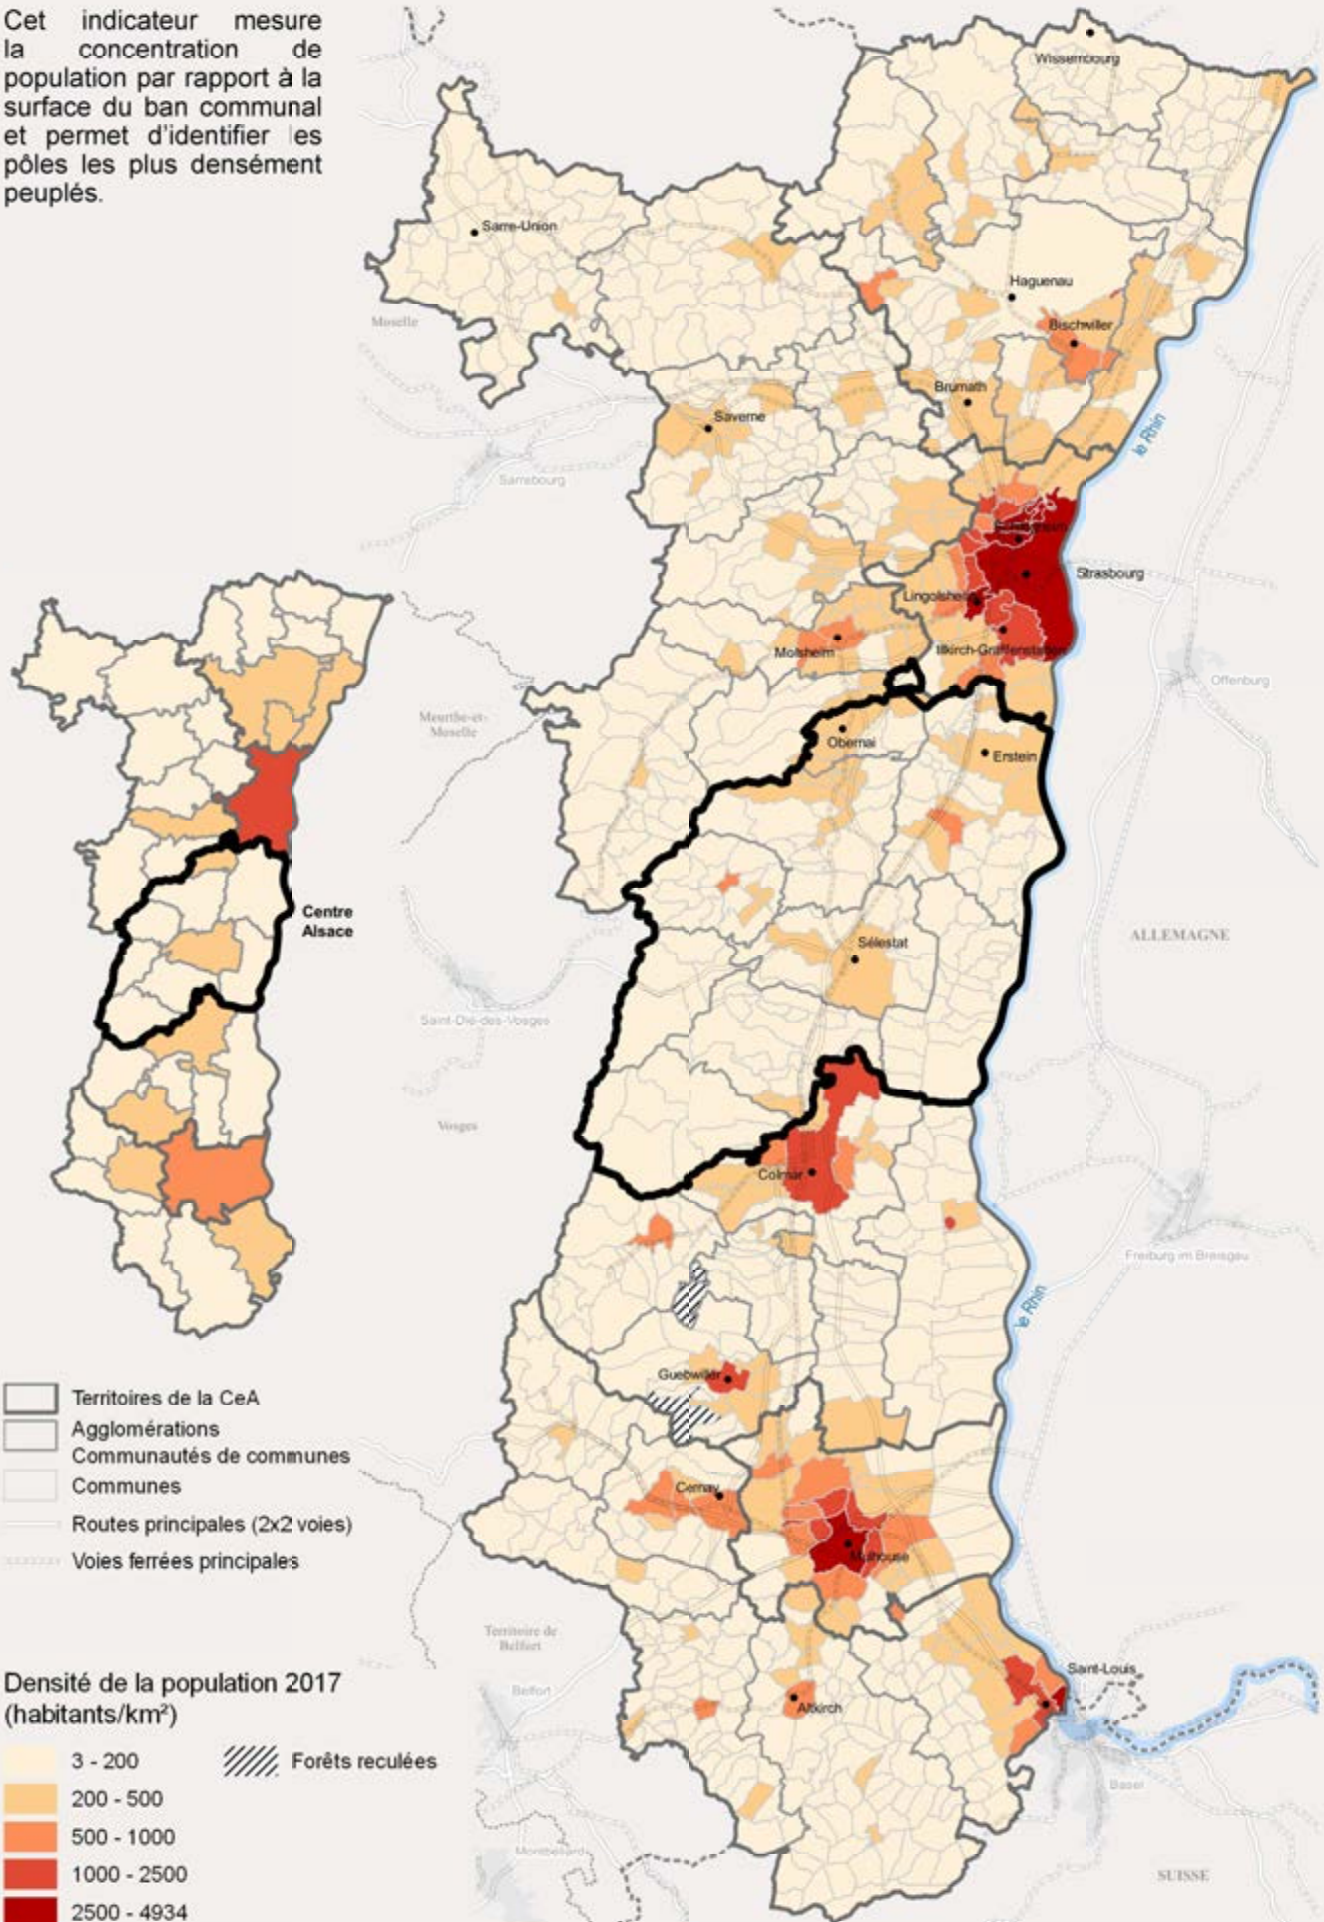 Cet indicateur mesure
la concentration de
population par rapport à la
surface du ban communal
et permet d'identifier les
pôles les plus densément
peuplés.
Wissembourg
Sarre-Union
Haguenau
Moselle
Bischviller
Brumath
Saverne
le Rhin
Sarrebourg
Schiltigheim
Strasbourg
Lingolsheim
Molsheim
Illkirch-Graffenstaden
Offenburg
Meurthe-et-
Moselle
Obernai
Erstein
Centre
Alsace
ALLEMAGNE
Sélestat
Saint-Dié-des-Vosges
Vosges
Colmar
Freiburg im Breisgau
le Rhin
Guebwiller
Territoires de la CeA
Agglomérations
Communautés de communes
Communes
Routes principales (2x2 voies)
Voies ferrées principales
Cernay
Mulhouse
Territoire de
Belfort
Saint-Louis
Belfort
Altkirch
Basel
Montbéliard
SUISSE
Densité de la population 2017
(habitants/km²)
3 - 200
Forêts reculées
200 - 500
500 - 1000
1000 - 2500
2500 - 4934